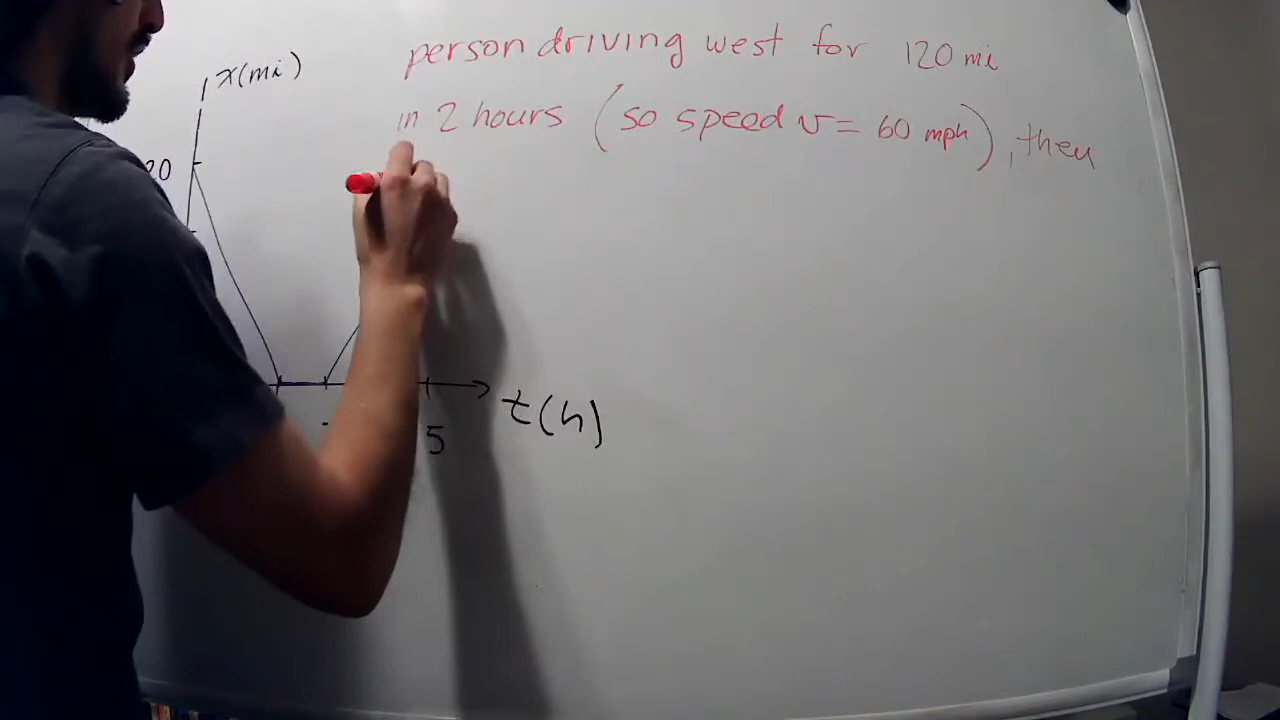 person driving west for 120 mi
in 2 hours (so speed v = 60 mph), then
x(mi)
20
t(h)
5